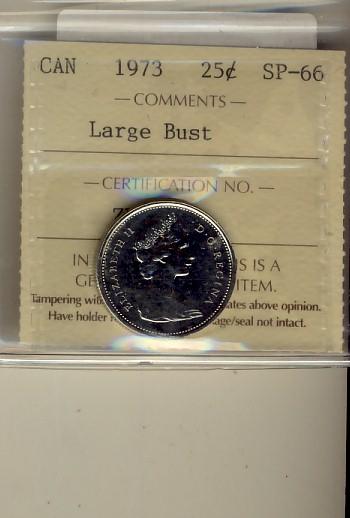 CAN 1973 25¢ SP-66
— COMMENTS —
Large Bust
— CERTIFICATION NO. —
IN
S IS A
GE
ITEM.
Tampering wi
ates above opinion.
Have holder
age/seal not intact.
ELIZABETH II D·G·REGINA